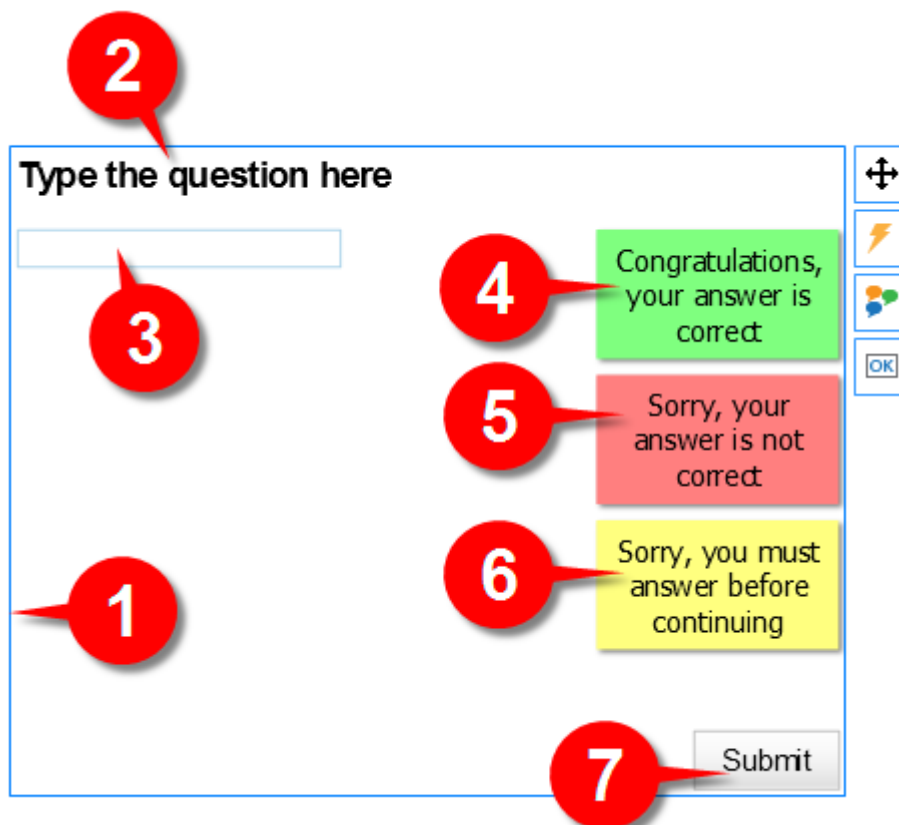 2
Type the question here
3
4
Congratulations,
your answer is
correct
5
Sorry, your
answer is not
correct
OK
1
6
Sorry, you must
answer before
continuing
7
Submit